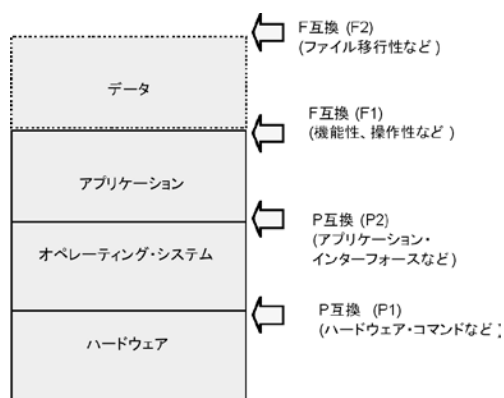 F互換 (F2)
(ファイル移行性など )
データ
F互換 (F1)
(機能性、操作性など )
アプリケーション
P互換 (P2)
(アプリケーション・
インターフォースなど )
オペレーティング・システム
P互換 (P1)
(ハードウェア・コマンドなど )
ハードウェア